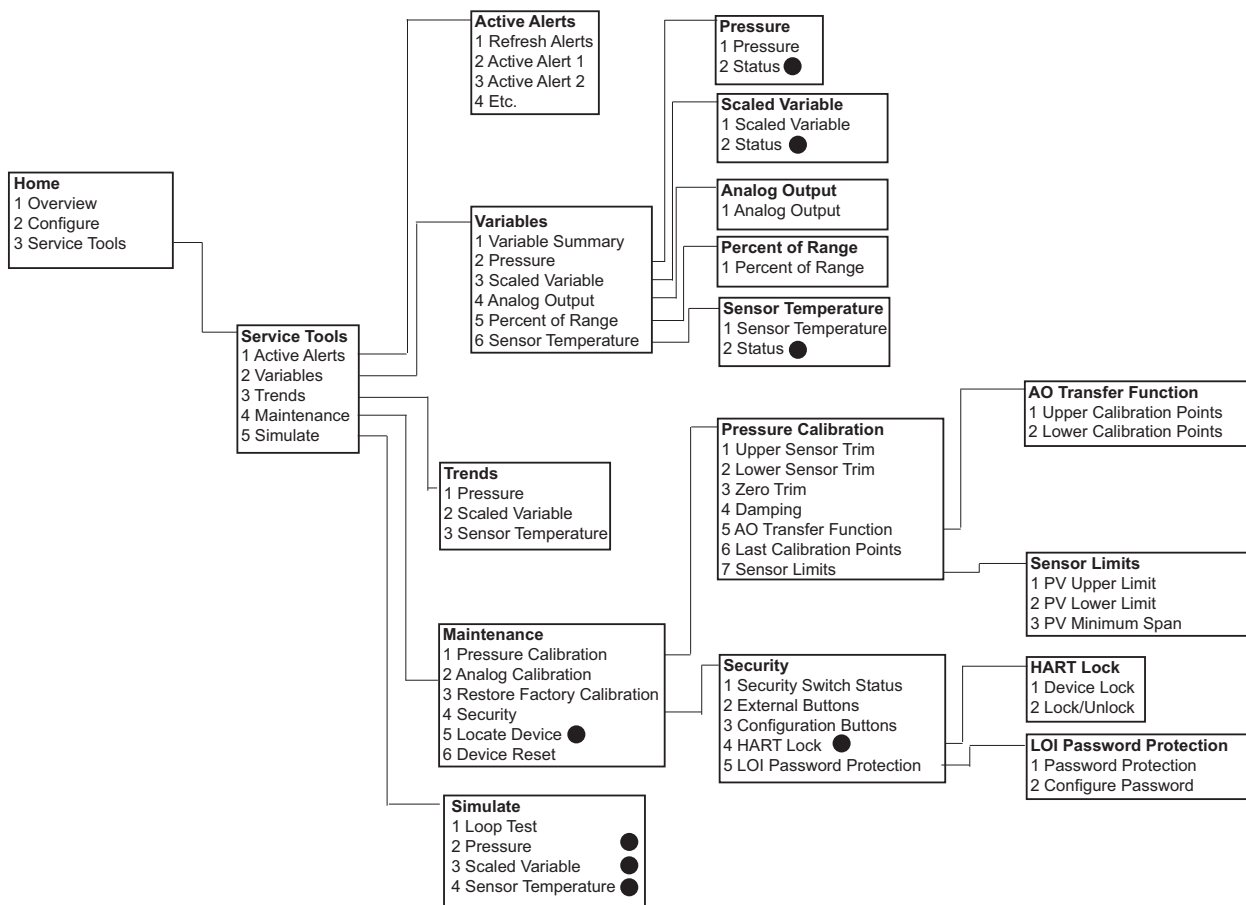 Home
1 Overview
2 Configure
3 Service Tools
Service Tools
1 Active Alerts
2 Variables
3 Trends
4 Maintenance
5 Simulate
Active Alerts
1 Refresh Alerts
2 Active Alert 1
3 Active Alert 2
4 Etc.
Variables
1 Variable Summary
2 Pressure
3 Scaled Variable
4 Analog Output
5 Percent of Range
6 Sensor Temperature
Trends
1 Pressure
2 Scaled Variable
3 Sensor Temperature
Maintenance
1 Pressure Calibration
2 Analog Calibration
3 Restore Factory Calibration
4 Security
5 Locate Device
6 Device Reset
Simulate
1 Loop Test
2 Pressure
3 Scaled Variable
4 Sensor Temperature
Pressure
1 Pressure
2 Status
Scaled Variable
1 Scaled Variable
2 Status
Analog Output
1 Analog Output
Percent of Range
1 Percent of Range
Sensor Temperature
1 Sensor Temperature
2 Status
Pressure Calibration
1 Upper Sensor Trim
2 Lower Sensor Trim
3 Zero Trim
4 Damping
5 AO Transfer Function
6 Last Calibration Points
7 Sensor Limits
Security
1 Security Switch Status
2 External Buttons
3 Configuration Buttons
4 HART Lock
5 LOI Password Protection
AO Transfer Function
1 Upper Calibration Points
2 Lower Calibration Points
Sensor Limits
1 PV Upper Limit
2 PV Lower Limit
3 PV Minimum Span
HART Lock
1 Device Lock
2 Lock/Unlock
LOI Password Protection
1 Password Protection
2 Configure Password